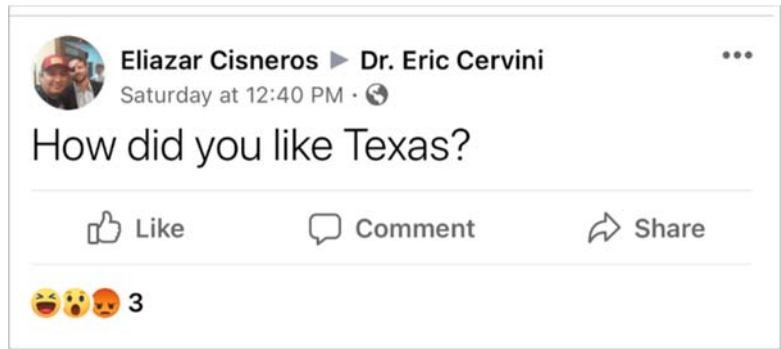 Eliazar Cisneros ▶ Dr. Eric Cervini
Saturday at 12:40 PM ·
How did you like Texas?
Like Comment Share
3